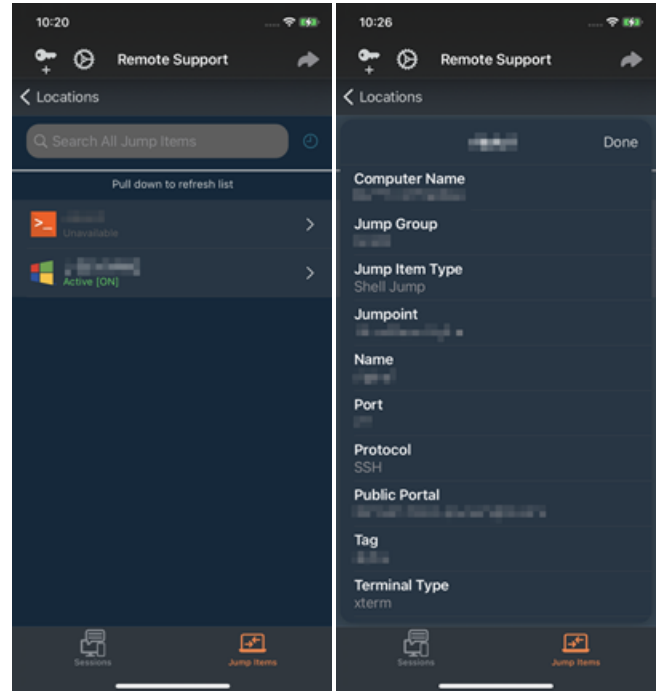 10:20
Remote Support
Locations
Search All Jump Items
Pull down to refresh list
>_
Unavailable
Active [ON]
Sessions
Jump Items
10:26
Remote Support
Locations
Done
Computer Name
Jump Group
Jump Item Type
Shell Jump
Jumpoint
Name
Port
Protocol
SSH
Public Portal
Tag
Terminal Type
xterm
Sessions
Jump Items